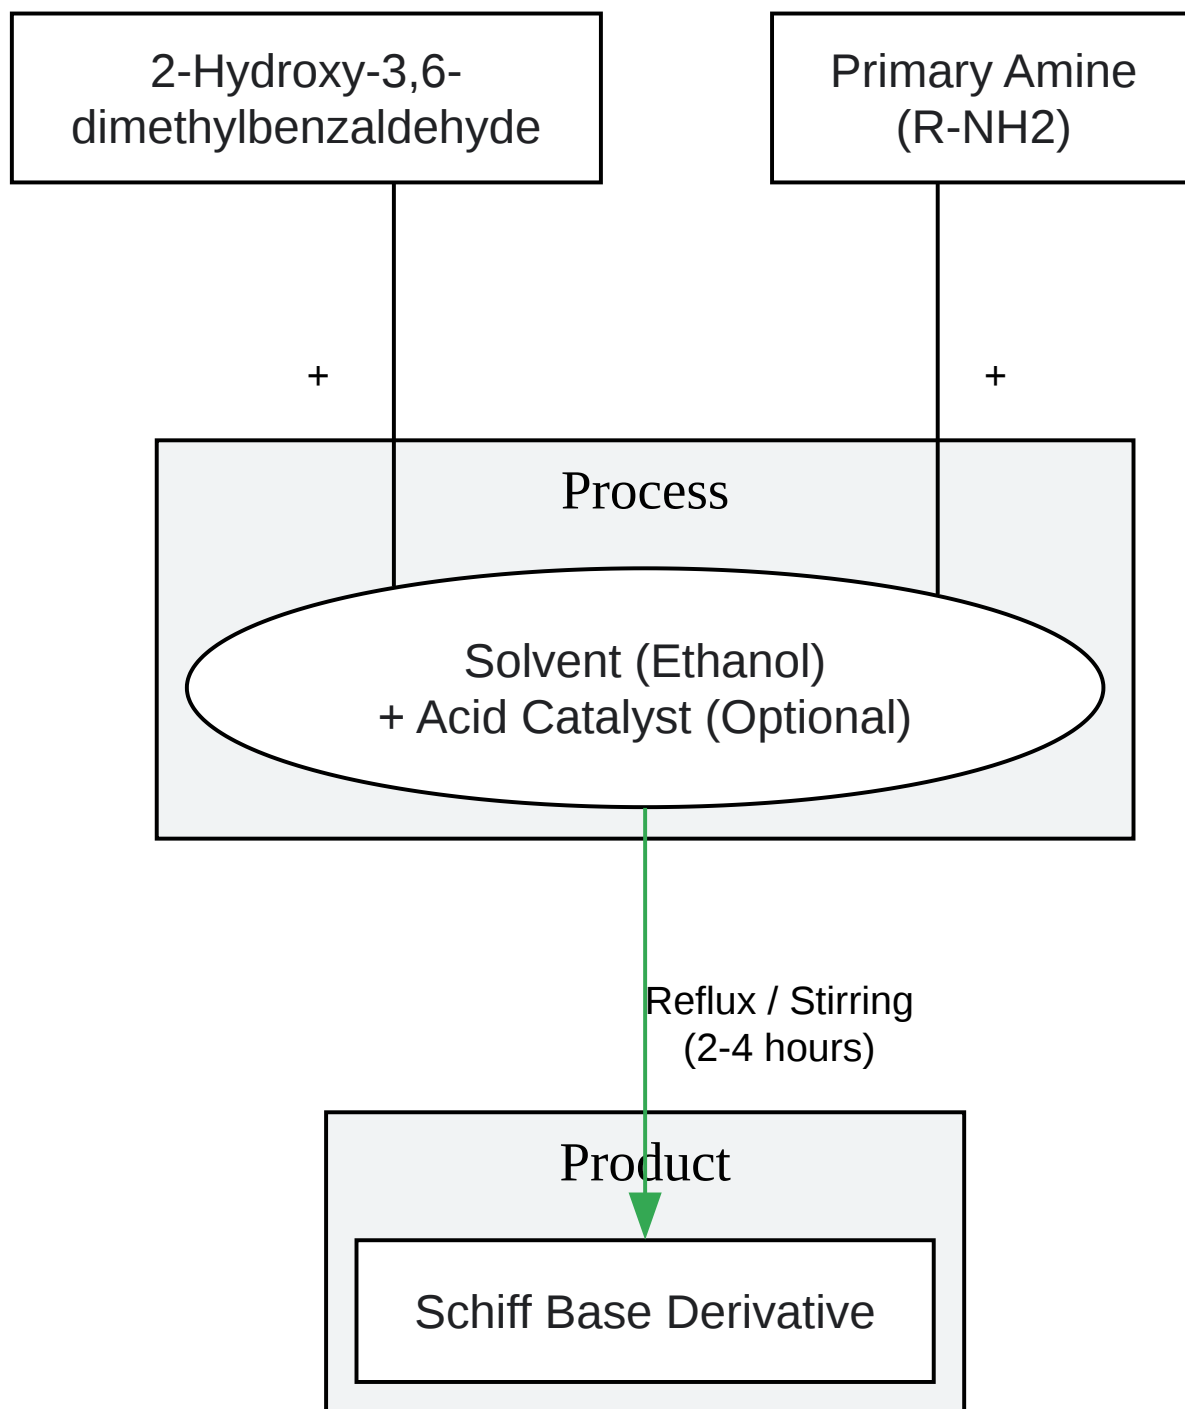 2-Hydroxy-3,6-
dimethylbenzaldehyde
Primary Amine
(R-NH2)
+
+
Process
Solvent (Ethanol)
+ Acid Catalyst (Optional)
Reflux / Stirring
(2-4 hours)
Product
Schiff Base Derivative